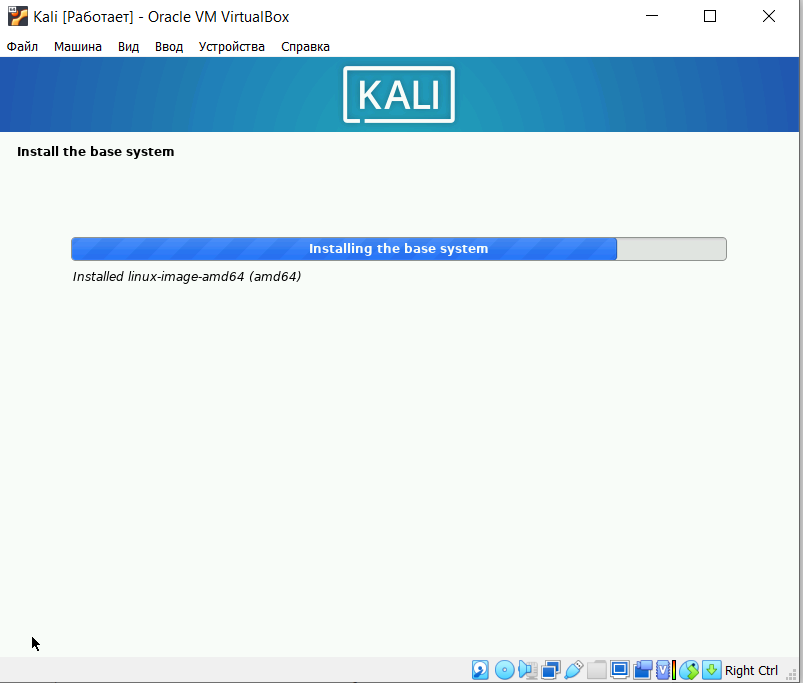 Kali [Работает] - Oracle VM VirtualBox
Файл Машина Вид Ввод Устройства Справка
KALI
Install the base system
Installing the base system
Installed linux-image-amd64 (amd64)
Right Ctrl